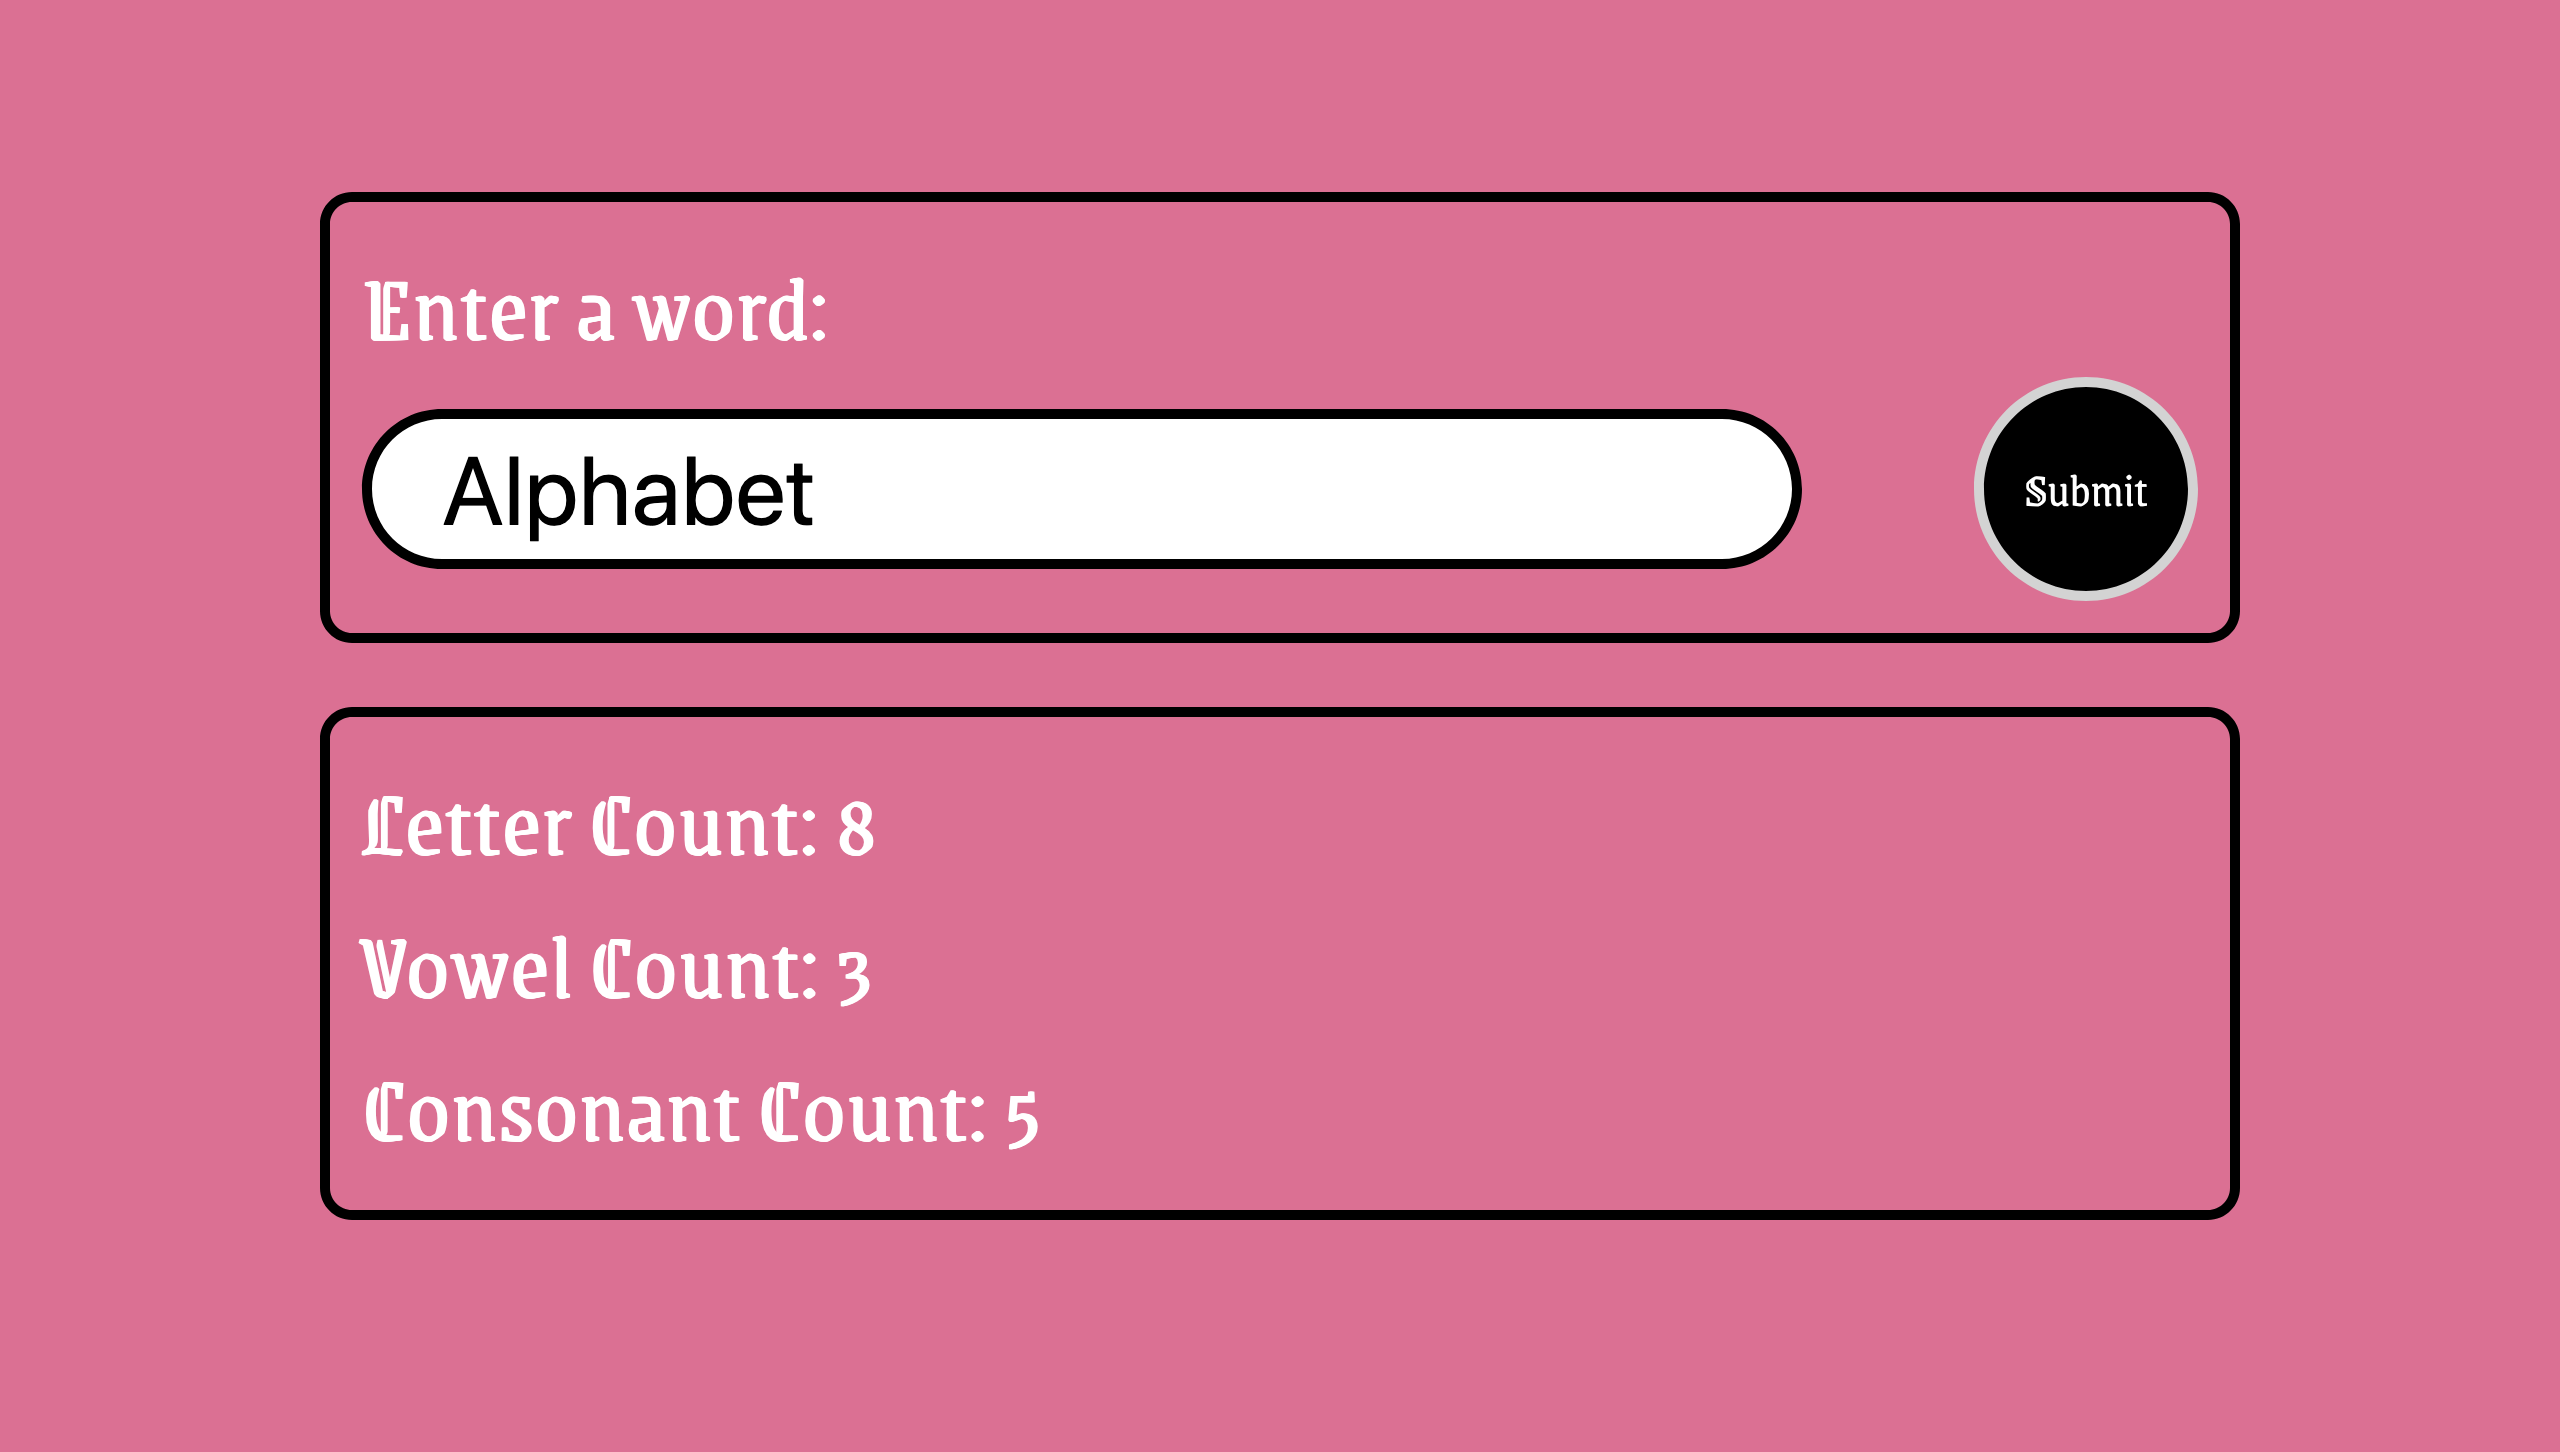 Enter a word:
Alphabet
Submit
Letter Count: 8
Vowel Count: 3
Consonant Count: 5